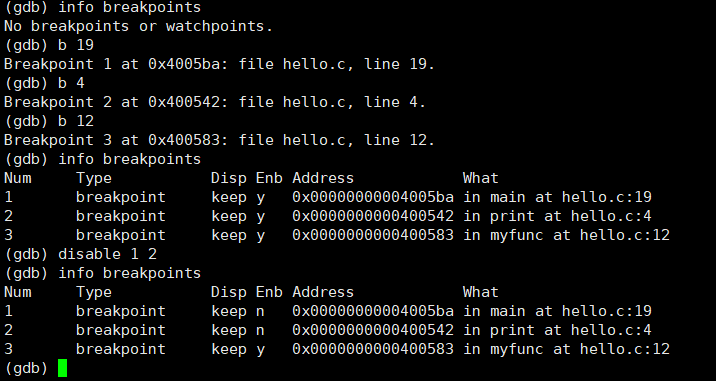 (gdb) info breakpoints
No breakpoints or watchpoints.
(gdb) b 19
Breakpoint 1 at 0x4005ba: file hello.c, line 19.
(gdb) b 4
Breakpoint 2 at 0x400542: file hello.c, line 4.
(gdb) b 12
Breakpoint 3 at 0x400583: file hello.c, line 12.
(gdb) info breakpoints
Num     Type           Disp Enb Address            What
1       breakpoint     keep y   0x00000000004005ba in main at hello.c:19
2       breakpoint     keep y   0x0000000000400542 in print at hello.c:4
3       breakpoint     keep y   0x0000000000400583 in myfunc at hello.c:12
(gdb) disable 1 2
(gdb) info breakpoints
Num     Type           Disp Enb Address            What
1       breakpoint     keep n   0x00000000004005ba in main at hello.c:19
2       breakpoint     keep n   0x0000000000400542 in print at hello.c:4
3       breakpoint     keep y   0x0000000000400583 in myfunc at hello.c:12
(gdb)